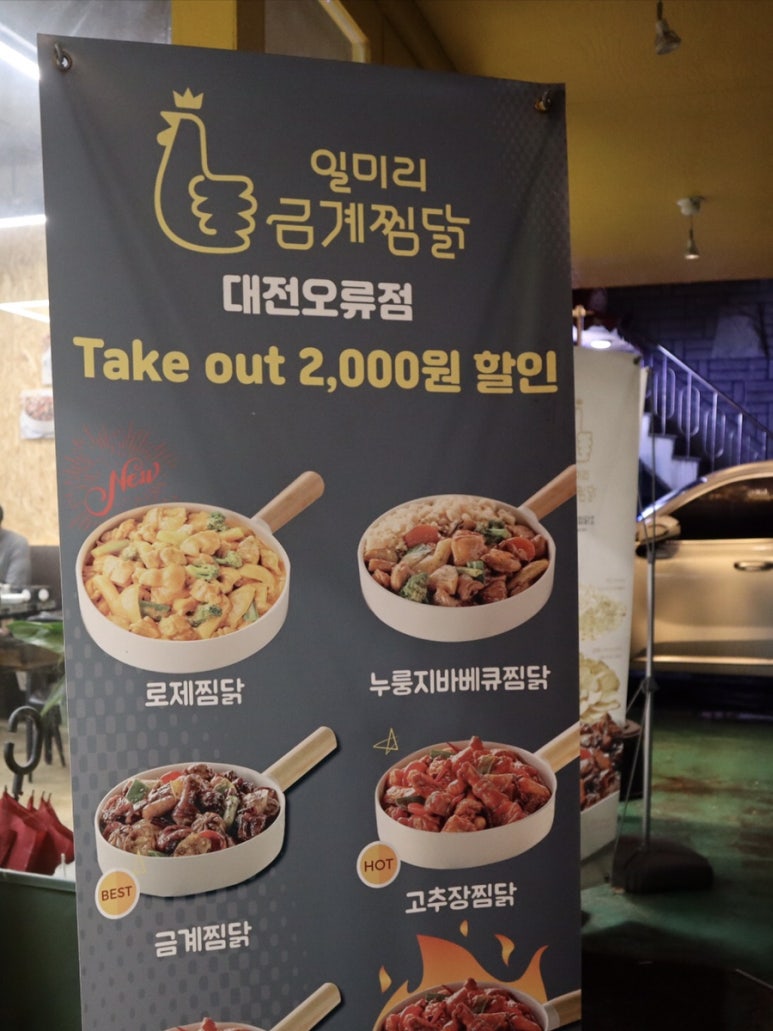 일미리
금계찜닭
대전오류점
Take out 2,000원 할인
New
로제찜닭
누룽지바베큐찜닭
BEST
금계찜닭
HOT
고추장찜닭